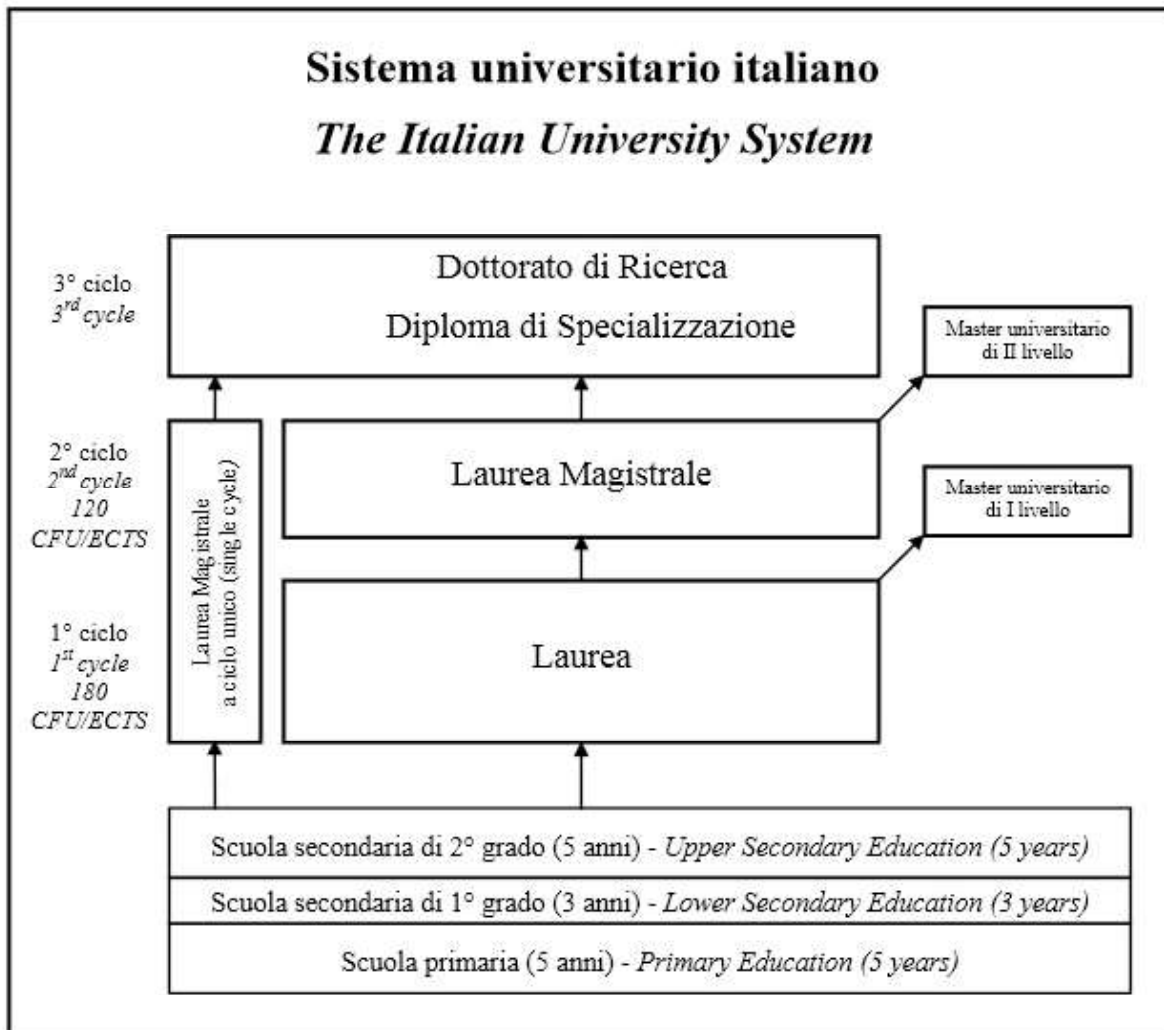 Sistema universitario italiano
The Italian University System
3° ciclo
3rd cycle
Dottorato di Ricerca
Diploma di Specializzazione
Master universitario
di II livello
2° ciclo
2nd cycle
120
CFU/ECTS
Laurea Magistrale
a ciclo unico (single cycle)
Laurea Magistrale
Master universitario
di I livello
1° ciclo
1st cycle
180
CFU/ECTS
Laurea
Scuola secondaria di 2° grado (5 anni) - Upper Secondary Education (5 years)
Scuola secondaria di 1° grado (3 anni) - Lower Secondary Education (3 years)
Scuola primaria (5 anni) - Primary Education (5 years)